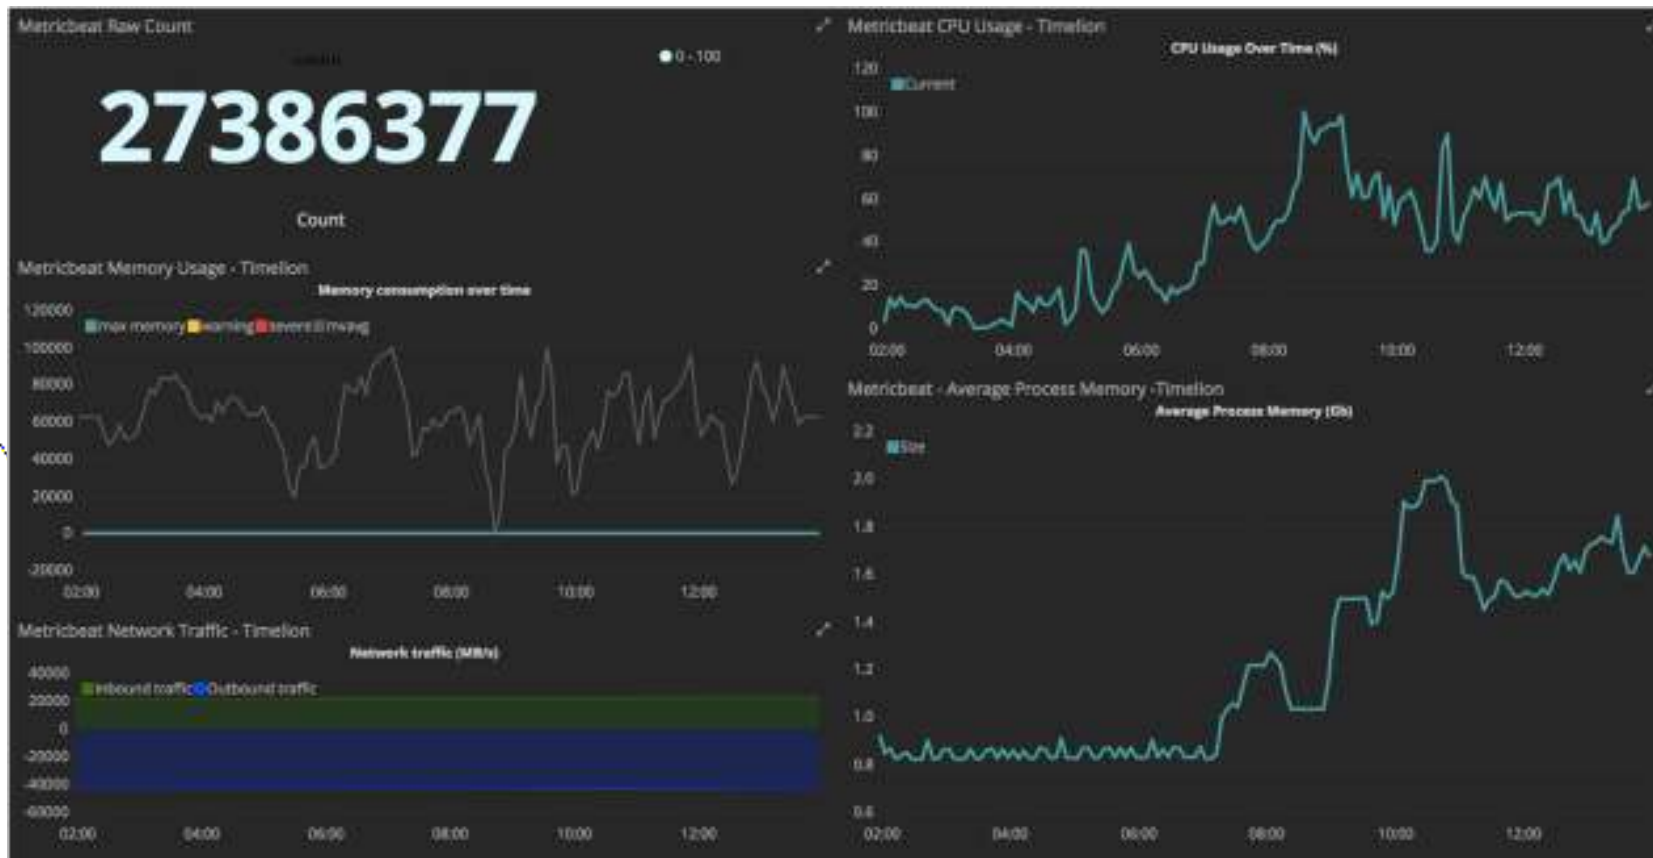 Metricbeat Raw Count
0 - 100
27386377
Count
Metricbeat Memory Usage - Timelion
Memory consumption over time
120000
max memory warning severe mvavg
100000
80000
60000
40000
20000
0
-20000
02:00 04:00 06:00 08:00 10:00 12:00
Metricbeat Network Traffic - Timelion
Network traffic (MB/s)
40000
Inbound traffic Outbound traffic
20000
0
-20000
-40000
-60000
02:00 04:00 06:00 08:00 10:00 12:00
Metricbeat CPU Usage - Timelion
CPU Usage Over Time (%)
120
Current
100
80
60
40
20
0
02:00 04:00 06:00 08:00 10:00 12:00
Metricbeat - Average Process Memory -Timelion
Average Process Memory (Gb)
2.2
Size
2.0
1.8
1.6
1.4
1.2
1.0
0.8
0.6
02:00 04:00 06:00 08:00 10:00 12:00